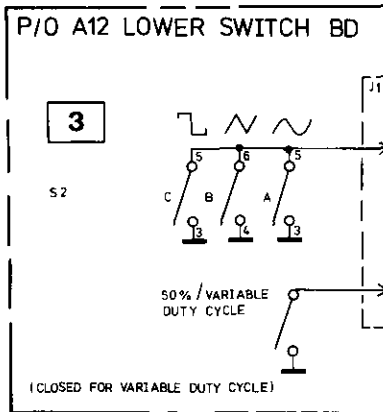 P/O A12 LOWER SWITCH BD
J1
3
5 6 5
S2
C B A
3 4 3
50% / VARIABLE
DUTY CYCLE
(CLOSED FOR VARIABLE DUTY CYCLE)